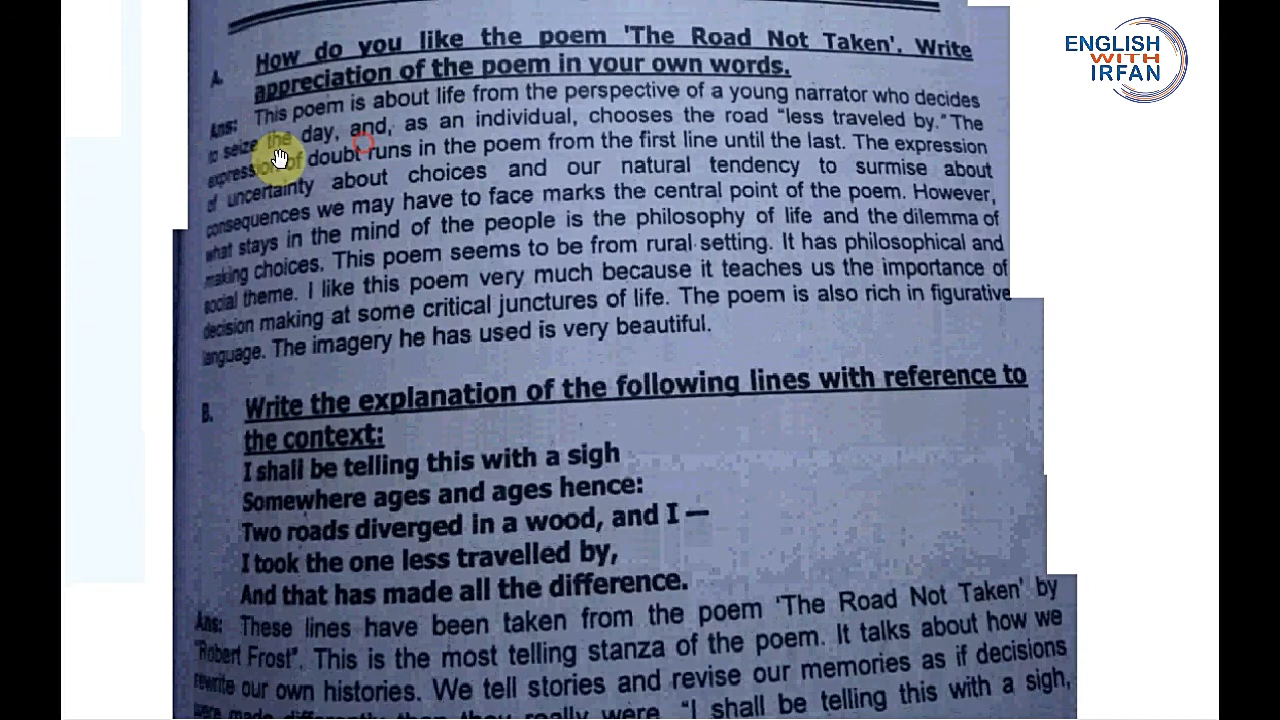 ENGLISH
WITH
IRFAN
A. How do you like the poem 'The Road Not Taken'. Write
appreciation of the poem in your own words.
Ans: This poem is about life from the perspective of a young narrator who decides
to seize the day, and, as an individual, chooses the road "less traveled by." The
expression of doubt runs in the poem from the first line until the last. The expression
of uncertainty about choices and our natural tendency to surmise about
consequences we may have to face marks the central point of the poem. However,
what stays in the mind of the people is the philosophy of life and the dilemma of
making choices. This poem seems to be from rural setting. It has philosophical and
social theme. I like this poem very much because it teaches us the importance of
decision making at some critical junctures of life. The poem is also rich in figurative
language. The imagery he has used is very beautiful.
B. Write the explanation of the following lines with reference to
the context:
I shall be telling this with a sigh
Somewhere ages and ages hence:
Two roads diverged in a wood, and I —
I took the one less travelled by,
And that has made all the difference.
Ans: These lines have been taken from the poem 'The Road Not Taken' by
"Robert Frost". This is the most telling stanza of the poem. It talks about how we
rewrite our own histories. We tell stories and revise our memories as if decisions
were made differently than they really were. "I shall be telling this with a sigh,